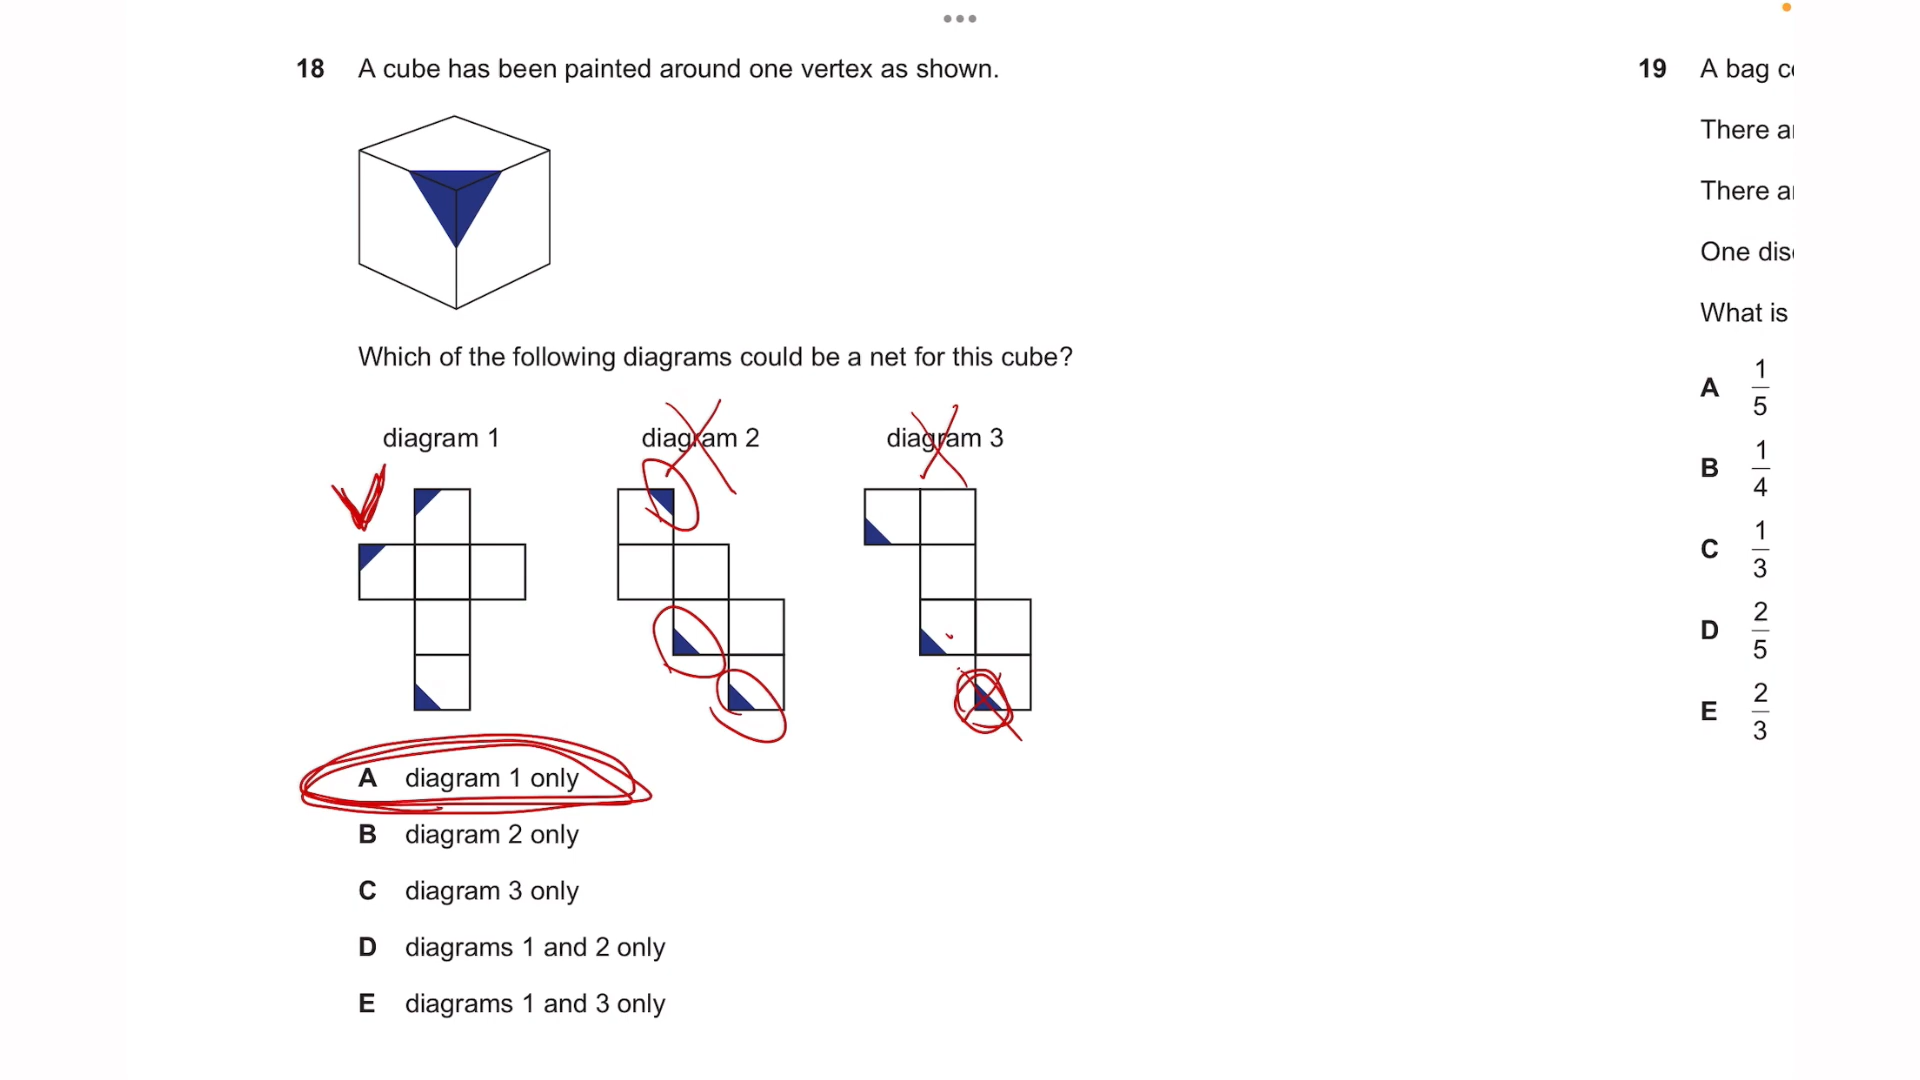 18 A cube has been painted around one vertex as shown.
Which of the following diagrams could be a net for this cube?
diagram 1 diagram 2 diagram 3
A diagram 1 only
B diagram 2 only
C diagram 3 only
D diagrams 1 and 2 only
E diagrams 1 and 3 only
19 A bag
There
There
One
What is
A 1/5
B 1/4
C 1/3
D 2/5
E 2/3